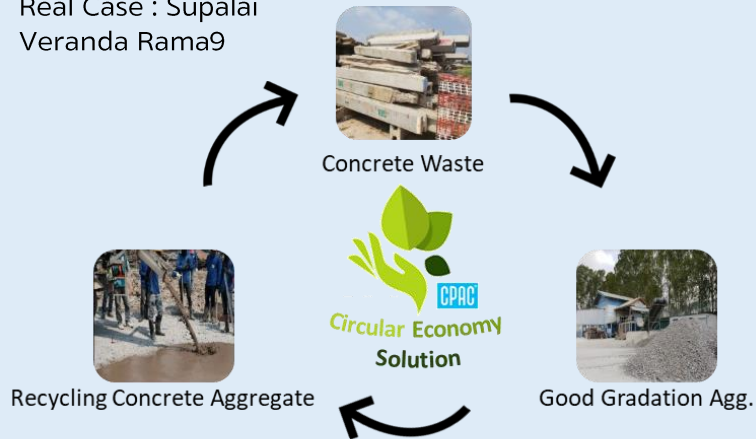 Real Case : Supalai
Veranda Rama9
Concrete Waste
CPAC
Circular Economy
Solution
Recycling Concrete Aggregate
Good Gradation Agg.